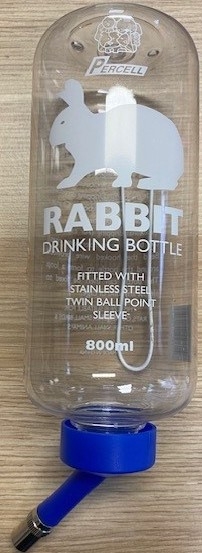 PERCELL
RABBIT
DRINKING BOTTLE
FITTED WITH
STAINLESS STEEL
TWIN BALL POINT
SLEEVE
800ml